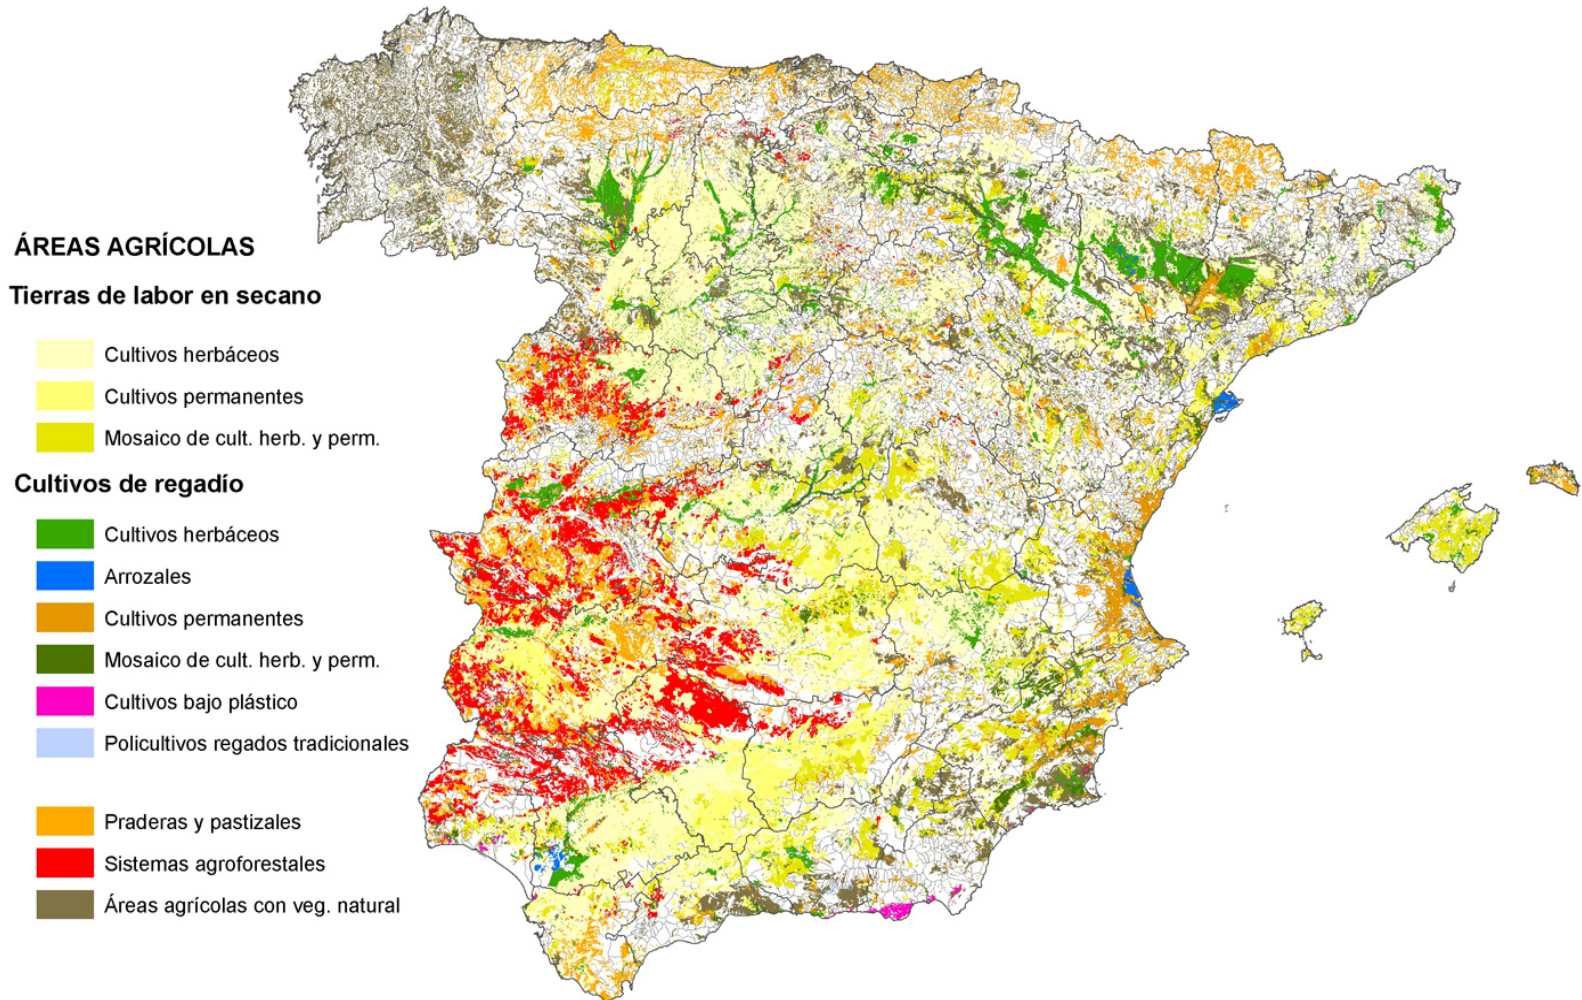 ÁREAS AGRÍCOLAS
Tierras de labor en secano
Cultivos herbáceos
Cultivos permanentes
Mosaico de cult. herb. y perm.
Cultivos de regadío
Cultivos herbáceos
Arrozales
Cultivos permanentes
Mosaico de cult. herb. y perm.
Cultivos bajo plástico
Policultivos regados tradicionales
Praderas y pastizales
Sistemas agroforestales
Áreas agrícolas con veg. natural